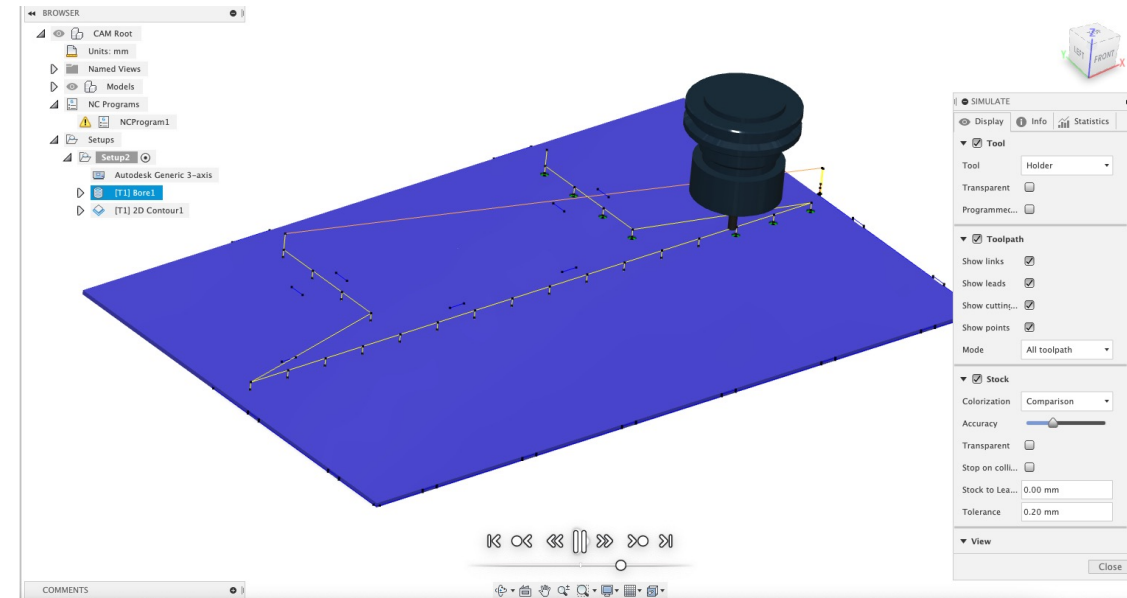 BROWSER
CAM Root
Units: mm
Named Views
Models
NC Programs
NCProgram1
Setups
Setup2
Autodesk Generic 3-axis
[T1] Bore1
[T1] 2D Contour1
COMMENTS
Z
Y
LEFT
FRONT
X
SIMULATE
Display Info Statistics
Tool
Tool Holder
Transparent
Programmec...
Toolpath
Show links
Show leads
Show cutting...
Show points
Mode All toolpath
Stock
Colorization Comparison
Accuracy
Transparent
Stop on colli...
Stock to Lea... 0.00 mm
Tolerance 0.20 mm
View
Close